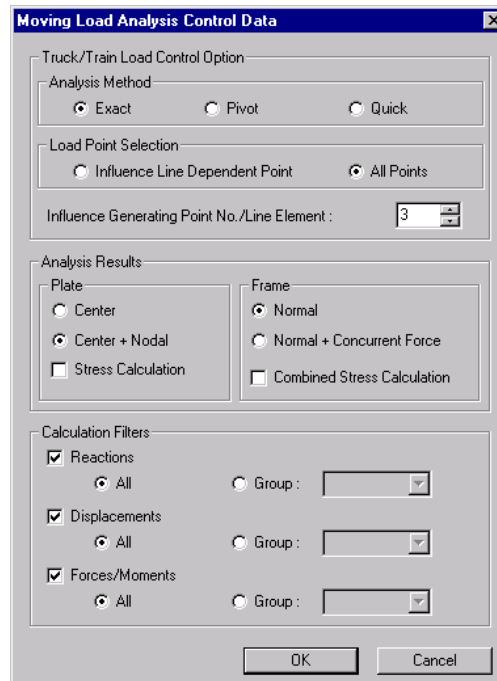 Moving Load Analysis Control Data
Truck/Train Load Control Option
Analysis Method
Exact Pivot Quick
Load Point Selection
Influence Line Dependent Point All Points
Influence Generating Point No./Line Element : 3
Analysis Results
Plate
Center
Center + Nodal
Stress Calculation
Frame
Normal
Normal + Concurrent Force
Combined Stress Calculation
Calculation Filters
Reactions
All Group :
Displacements
All Group :
Forces/Moments
All Group :
OK Cancel